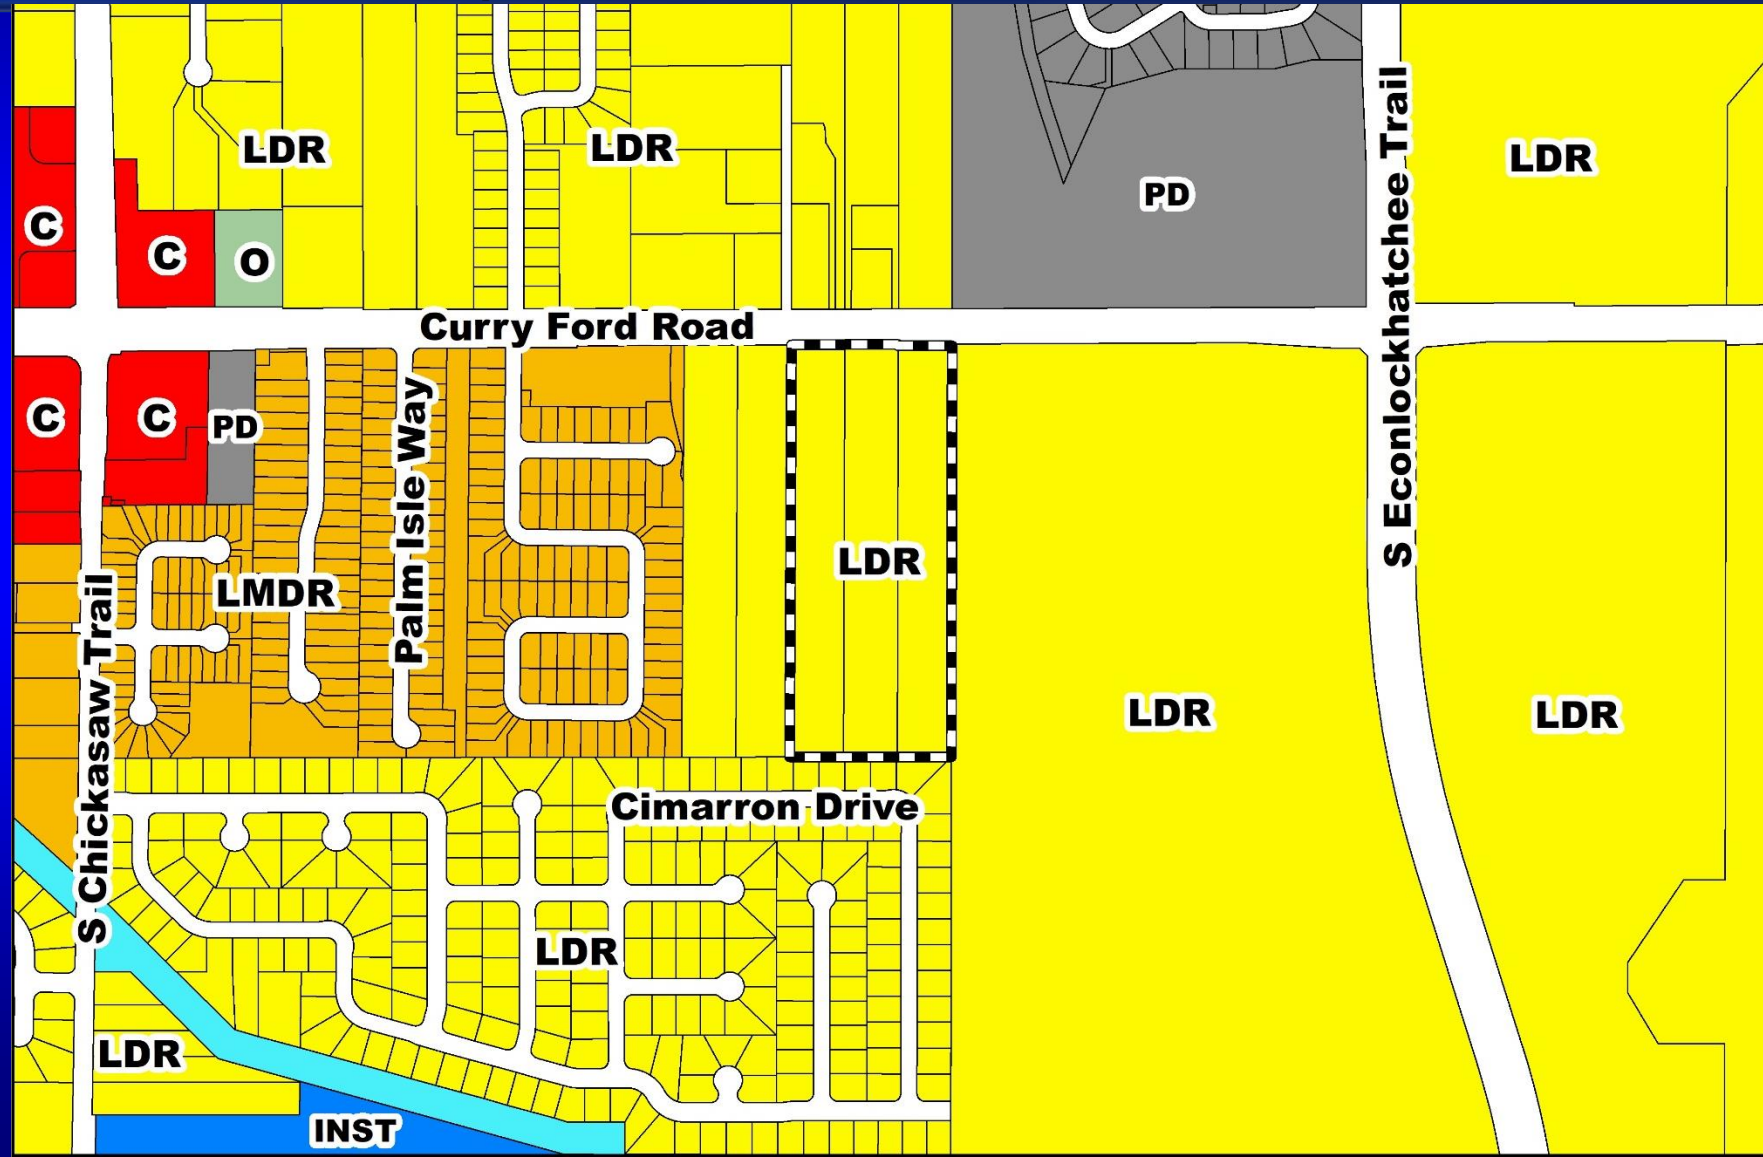 LDR
LDR
LDR
PD
C
C
O
S Econlockhatchee Trail
Curry Ford Road
C
C
PD
Palm Isle Way
LDR
LMDR
S Chickasaw Trail
LDR
LDR
Cimarron Drive
LDR
LDR
INST